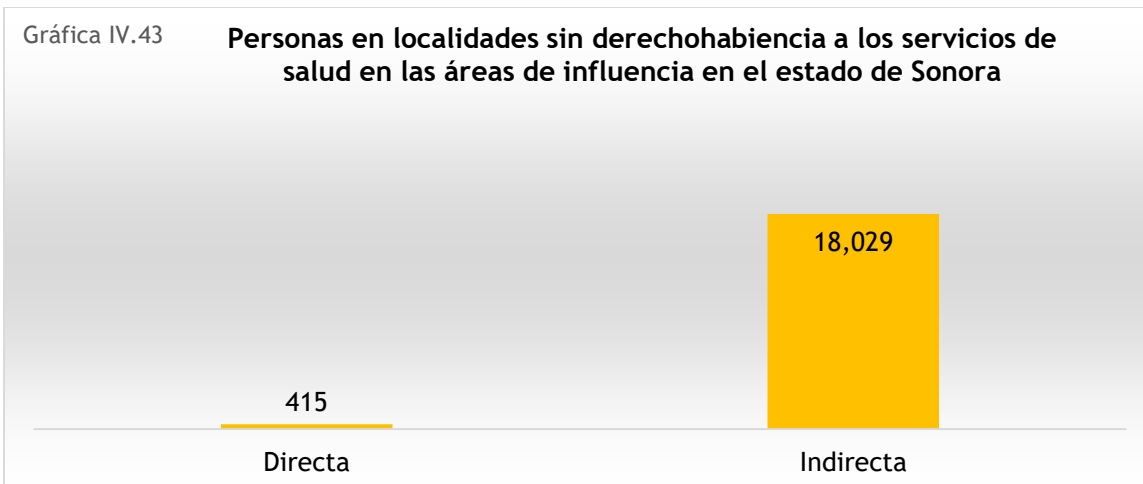 Gráfica IV.43
Personas en localidades sin derechohabiencia a los servicios de
salud en las áreas de influencia en el estado de Sonora
18,029
415
Directa
Indirecta